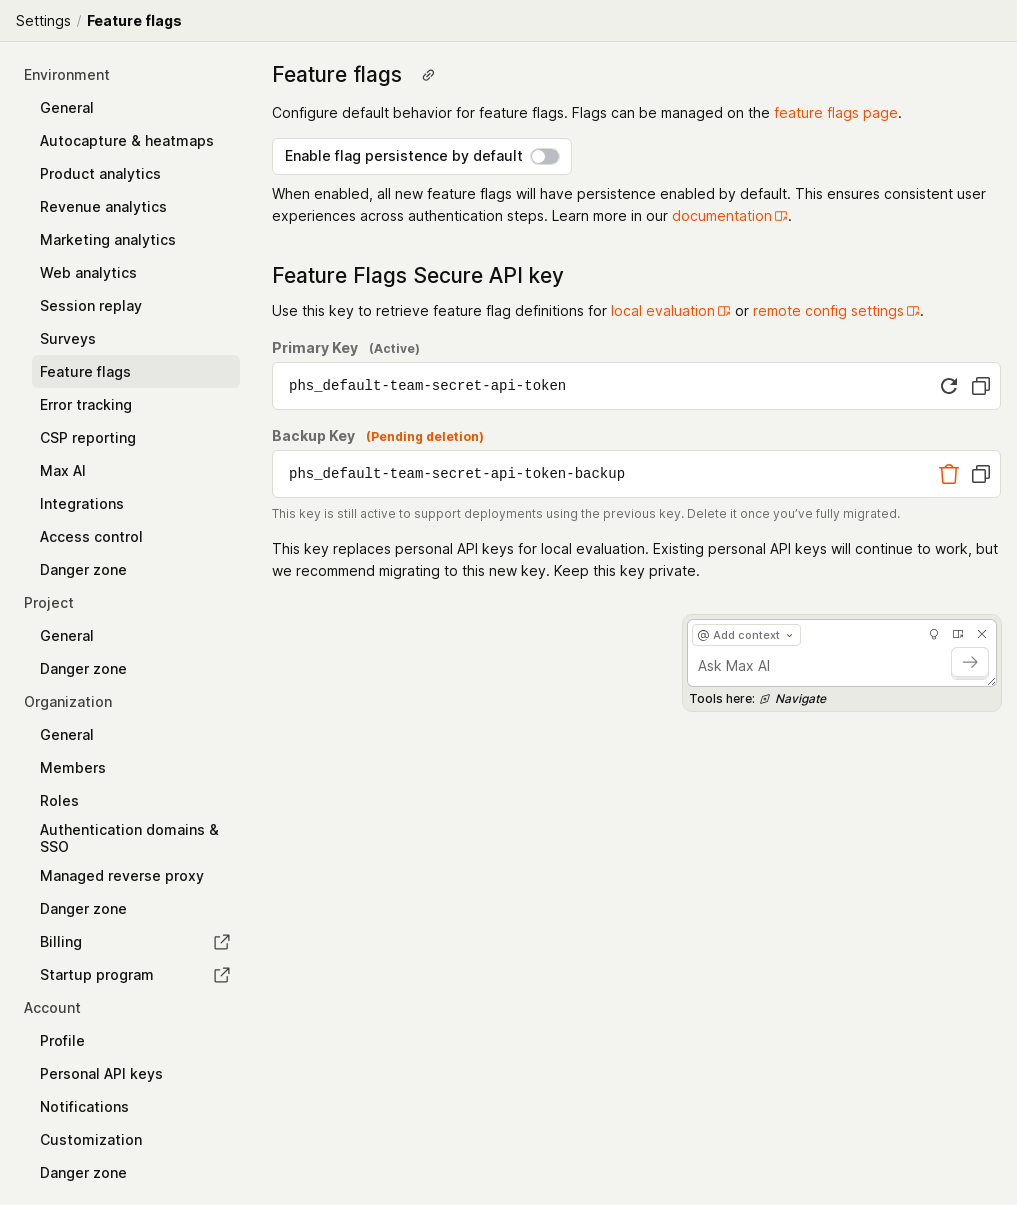 Settings / Feature flags
Environment
General
Autocapture & heatmaps
Product analytics
Revenue analytics
Marketing analytics
Web analytics
Session replay
Surveys
Feature flags
Error tracking
CSP reporting
Max AI
Integrations
Access control
Danger zone
Project
General
Danger zone
Organization
General
Members
Roles
Authentication domains &
SSO
Managed reverse proxy
Danger zone
Billing
Startup program
Account
Profile
Personal API keys
Notifications
Customization
Danger zone
Feature flags
Configure default behavior for feature flags. Flags can be managed on the feature flags page.
Enable flag persistence by default
When enabled, all new feature flags will have persistence enabled by default. This ensures consistent user
experiences across authentication steps. Learn more in our documentation.
Feature Flags Secure API key
Use this key to retrieve feature flag definitions for local evaluation or remote config settings.
Primary Key (Active)
phs_default-team-secret-api-token
Backup Key (Pending deletion)
phs_default-team-secret-api-token-backup
This key is still active to support deployments using the previous key. Delete it once you’ve fully migrated.
This key replaces personal API keys for local evaluation. Existing personal API keys will continue to work, but
we recommend migrating to this new key. Keep this key private.
@ Add context
Ask Max AI
Tools here: Navigate